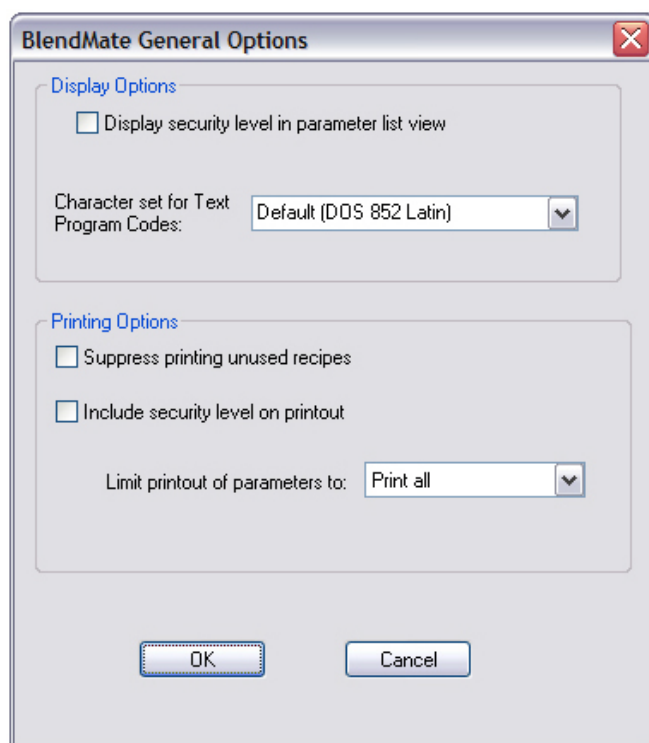 BlendMate General Options
Display Options
Display security level in parameter list view
Character set for Text
Program Codes:
Default (DOS 852 Latin)
Printing Options
Suppress printing unused recipes
Include security level on printout
Limit printout of parameters to:
Print all
OK
Cancel